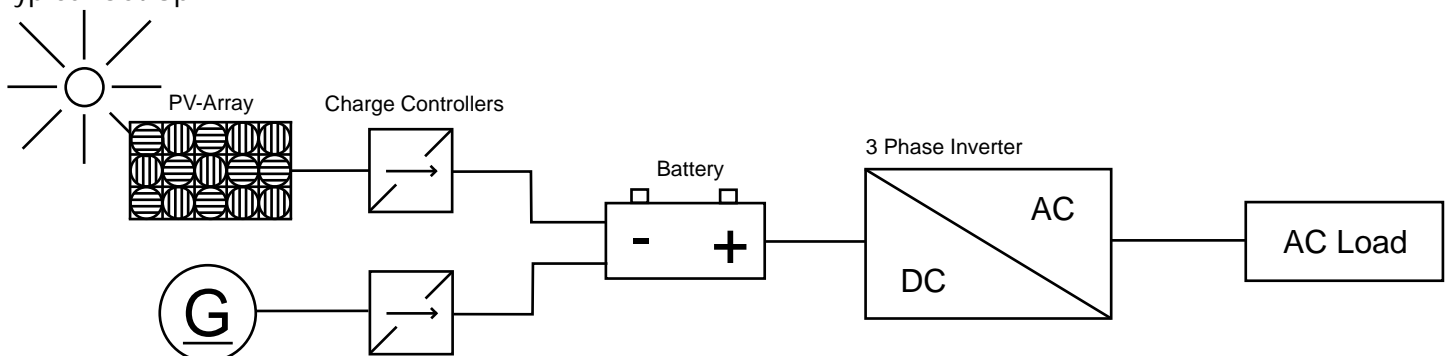 PV-Array
Charge Controllers
Battery
3 Phase Inverter
- +
AC
DC
AC Load
G